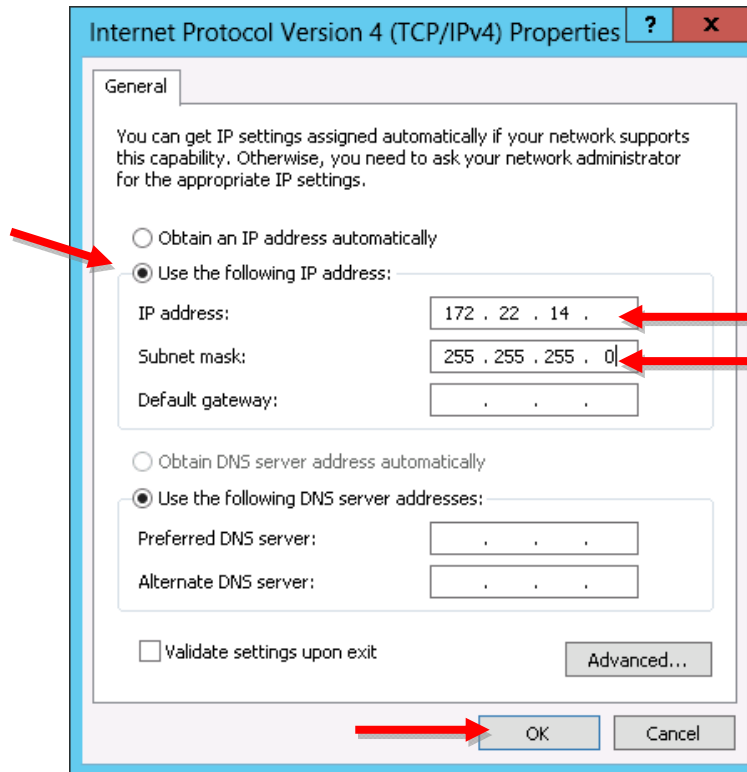 Internet Protocol Version 4 (TCP/IPv4) Properties ? x
General
You can get IP settings assigned automatically if your network supports
this capability. Otherwise, you need to ask your network administrator
for the appropriate IP settings.
Obtain an IP address automatically
Use the following IP address:
IP address: 172 . 22 . 14 .
Subnet mask: 255 . 255 . 255 . 0
Default gateway: . . .
Obtain DNS server address automatically
Use the following DNS server addresses:
Preferred DNS server: . . .
Alternate DNS server: . . .
Validate settings upon exit
Advanced...
OK Cancel